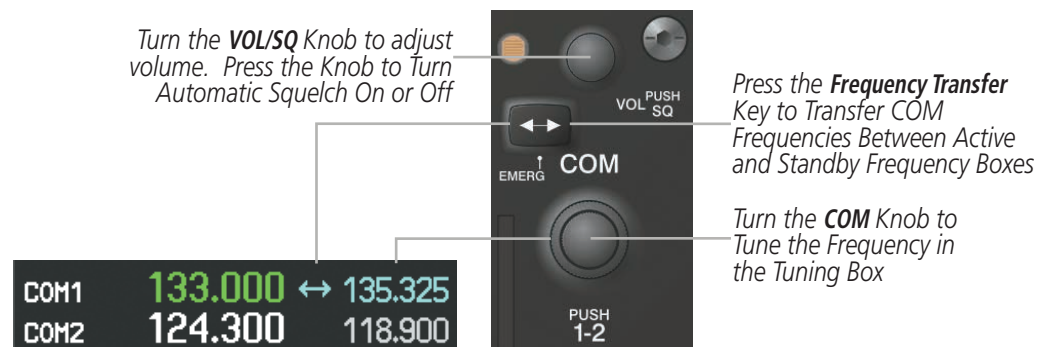 Turn the VOL/SQ Knob to adjust
volume. Press the Knob to Turn
Automatic Squelch On or Off
VOL PUSH SQ
Press the Frequency Transfer
Key to Transfer COM
Frequencies Between Active
and Standby Frequency Boxes
EMERG
COM
Turn the COM Knob to
Tune the Frequency in
the Tuning Box
PUSH
1-2
COM1 133.000 ↔ 135.325
COM2 124.300 118.900